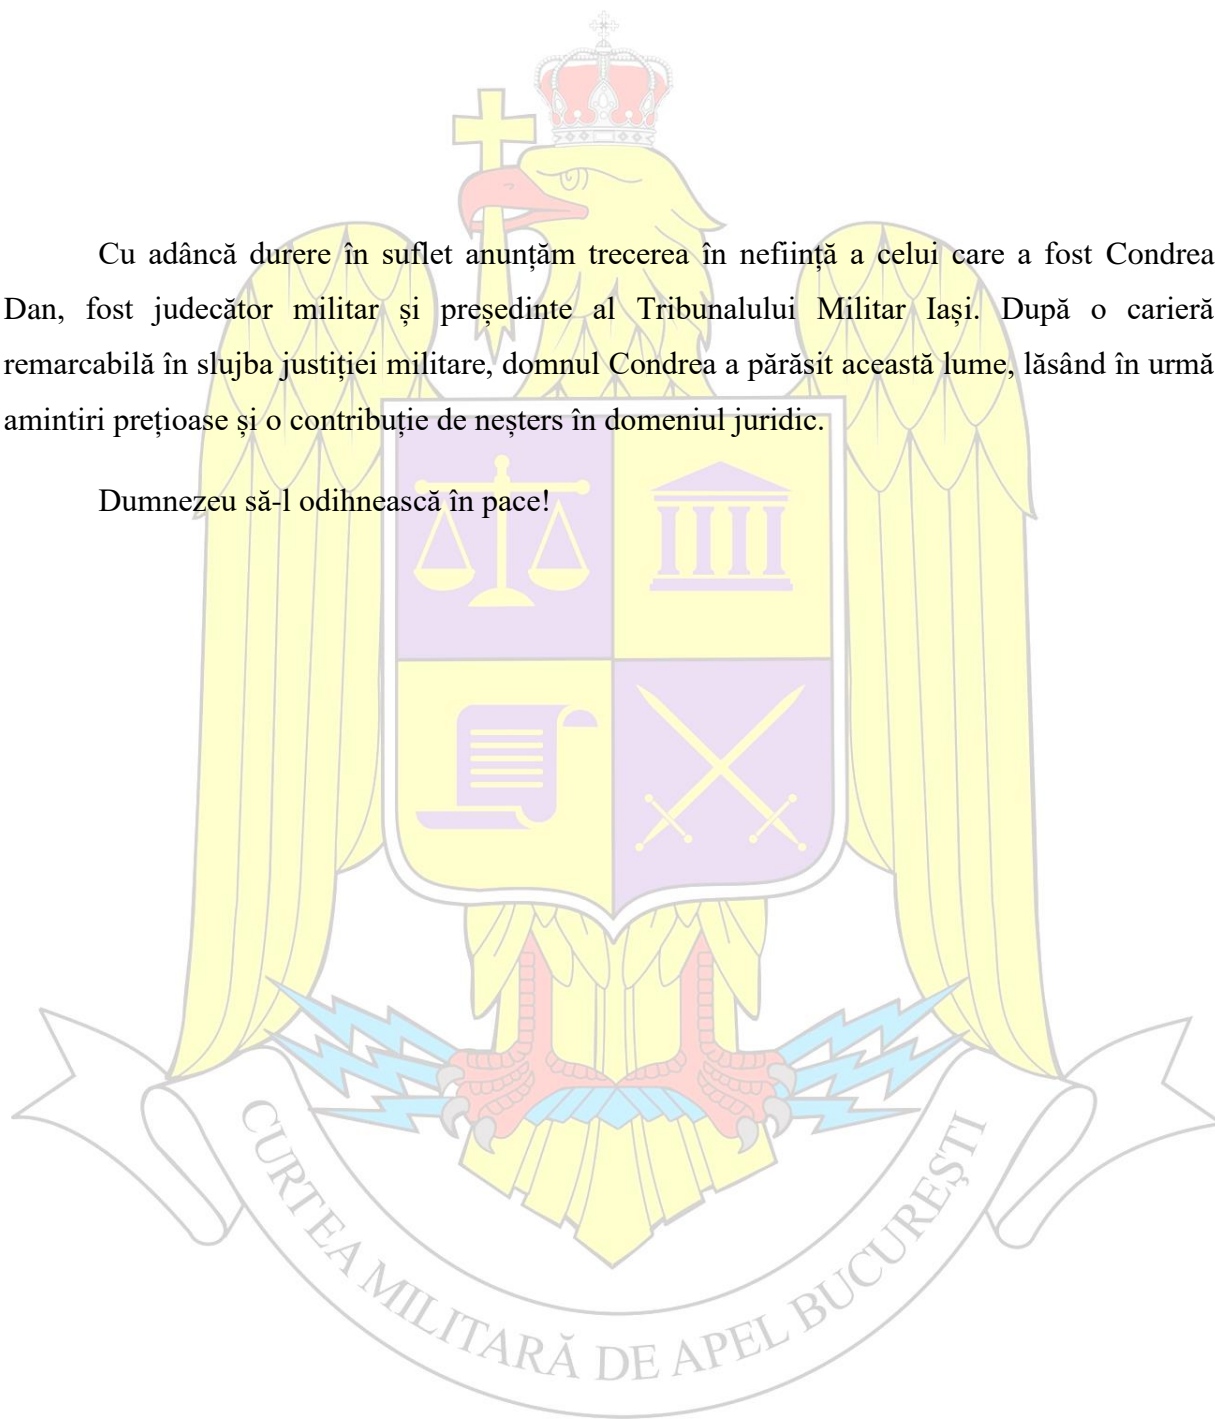 Cu adâncă durere în suflet anunțăm trecerea în neființă a celui care a fost Condrea
Dan, fost judecător militar și președinte al Tribunalului Militar Iași. După o carieră
remarcabilă în slujba justiției militare, domnul Condrea a părăsit această lume, lăsând în urmă
amintiri prețioase și o contribuție de neșters în domeniul juridic.
Dumnezeu să-l odihnească în pace!
CURTEA MILITARĂ DE APEL BUCUREȘTI